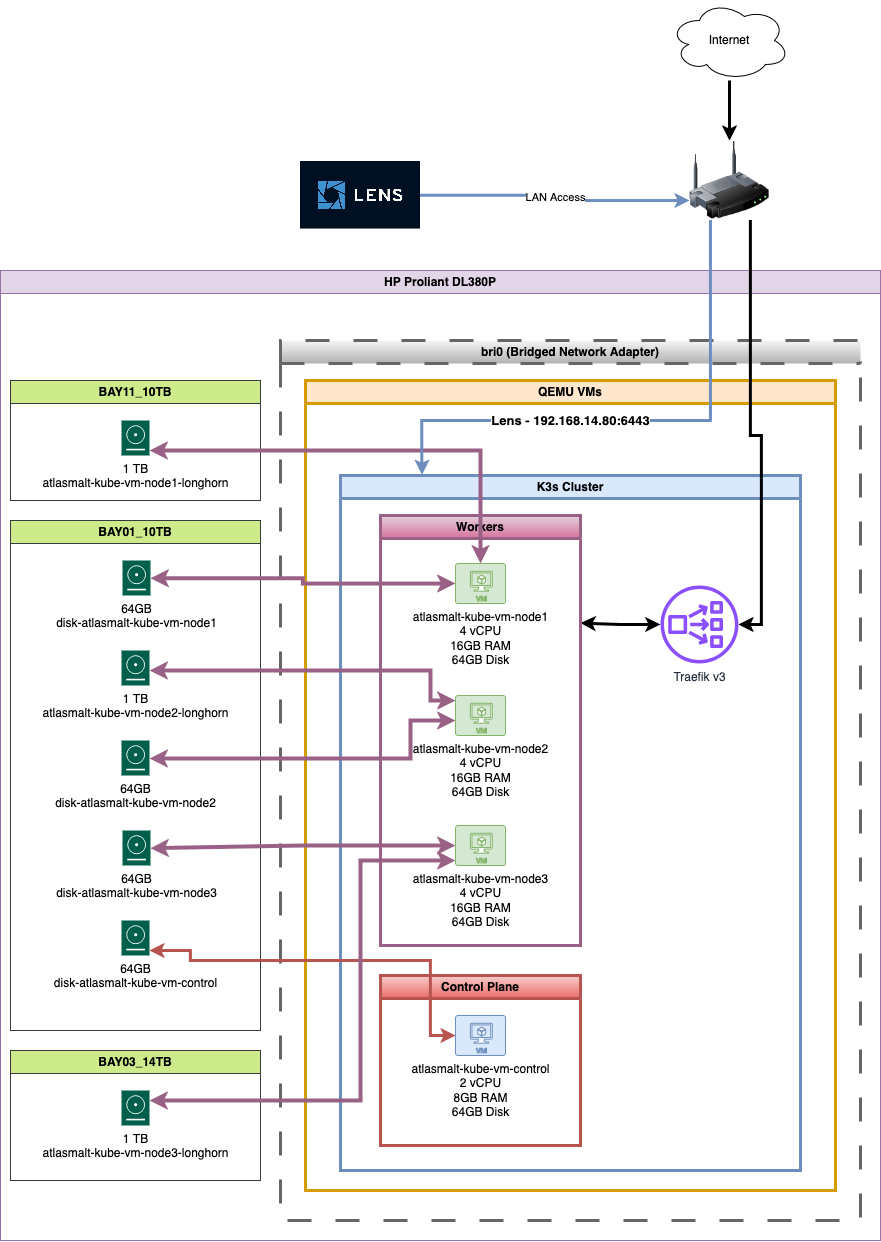 Internet
LENS
LAN Access
HP Proliant DL380P
bri0 (Bridged Network Adapter)
BAY11_10TB
1 TB
atlasmalt-kube-vm-node1-longhorn
BAY01_10TB
64GB
disk-atlasmalt-kube-vm-node1
1 TB
atlasmalt-kube-vm-node2-longhorn
64GB
disk-atlasmalt-kube-vm-node2
64GB
disk-atlasmalt-kube-vm-node3
64GB
disk-atlasmalt-kube-vm-control
BAY03_14TB
1 TB
atlasmalt-kube-vm-node3-longhorn
QEMU VMs
Lens - 192.168.14.80:6443
K3s Cluster
Workers
VM
atlasmalt-kube-vm-node1
4 vCPU
16GB RAM
64GB Disk
VM
atlasmalt-kube-vm-node2
4 vCPU
16GB RAM
64GB Disk
VM
atlasmalt-kube-vm-node3
4 vCPU
16GB RAM
64GB Disk
Traefik v3
Control Plane
VM
atlasmalt-kube-vm-control
2 vCPU
8GB RAM
64GB Disk